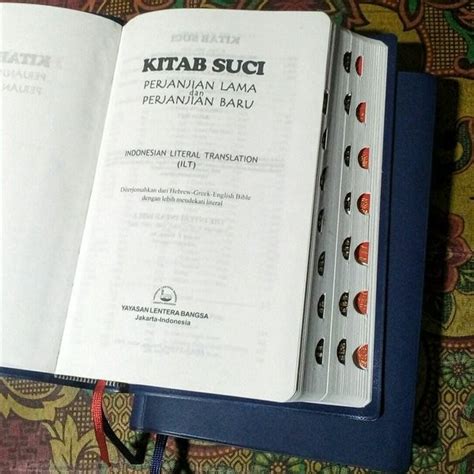 KITAB SUCI
PERJANJIAN LAMA
dan
PERJANJIAN BARU
INDONESIAN LITERAL TRANSLATION
(ILT)
Diterjemahkan dari Hebrew-Greek-English Bible
dengan lebih mendekati literal
YAYASAN LENTERA BANGSA
Jakarta-Indonesia